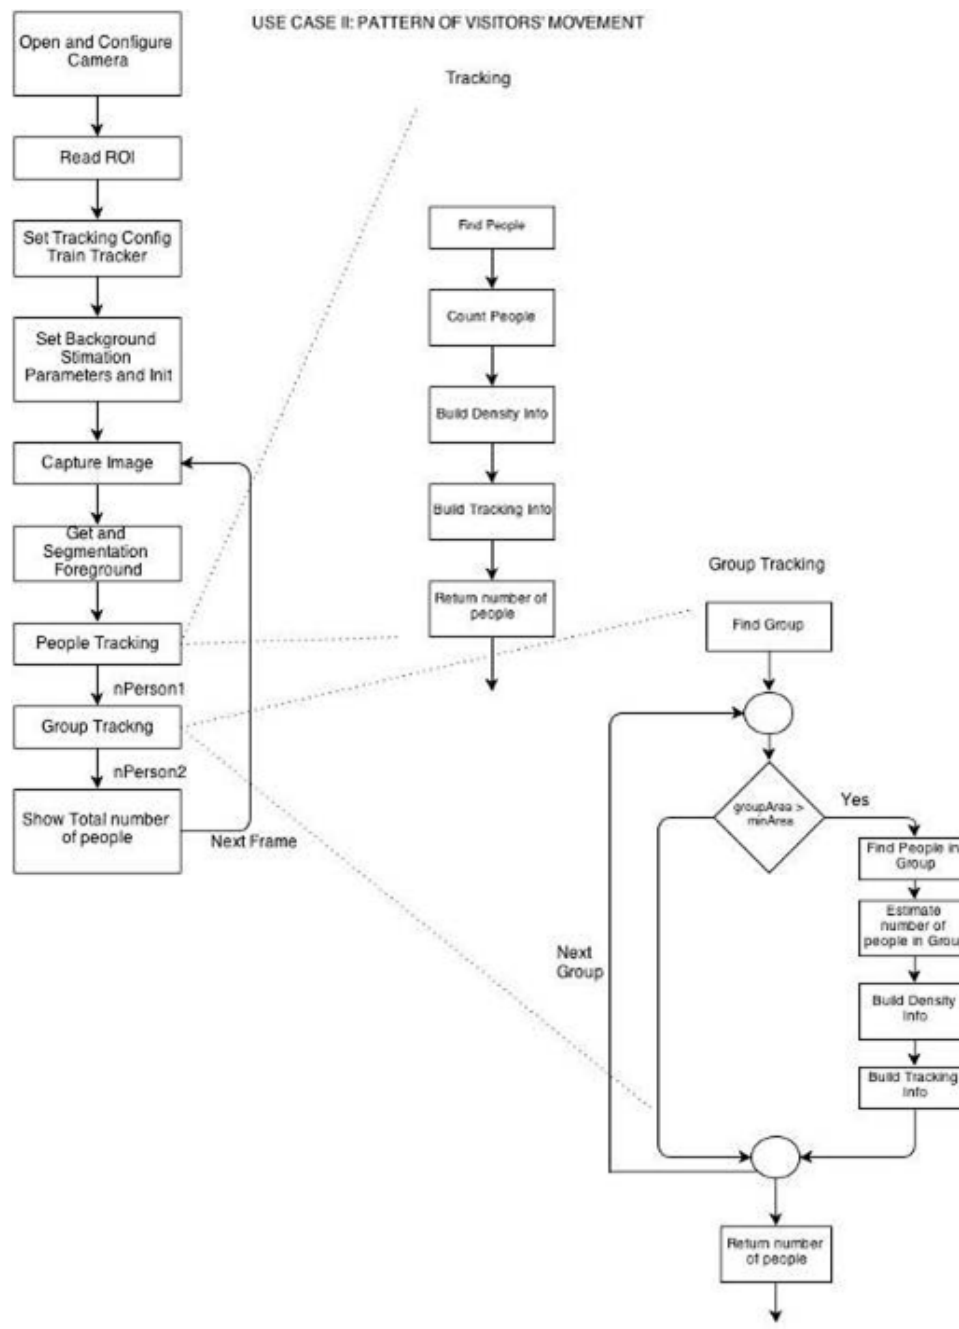 USE CASE II: PATTERN OF VISITORS' MOVEMENT
Open and Configure
Camera
Read ROI
Set Tracking Config
Train Tracker
Set Background
Stimation
Parameters and Init
Capture Image
Get and
Segmentation
Foreground
People Tracking
nPerson1
Group Trackng
nPerson2
Show Total number
of people
Next Frame
Tracking
Find People
Count People
Build Density Info
Build Tracking Info
Return number of
people
Group Tracking
Find Group
groupArea >
minArea
Yes
Find People in
Group
Estimate
number of
people in Grou
Build Density
Info
Build Tracking
Info
Next
Group
Return number
of people